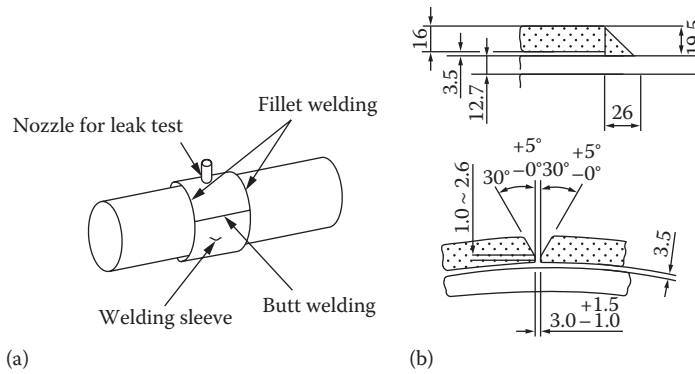 Fillet welding
Nozzle for leak test
Welding sleeve
Butt welding
(a)
16
3.5
12.7
19.5
26
+5° +5°
30° −0° 30° −0°
1.0 ~ 2.6
3.5
+1.5
3.0 − 1.0
(b)